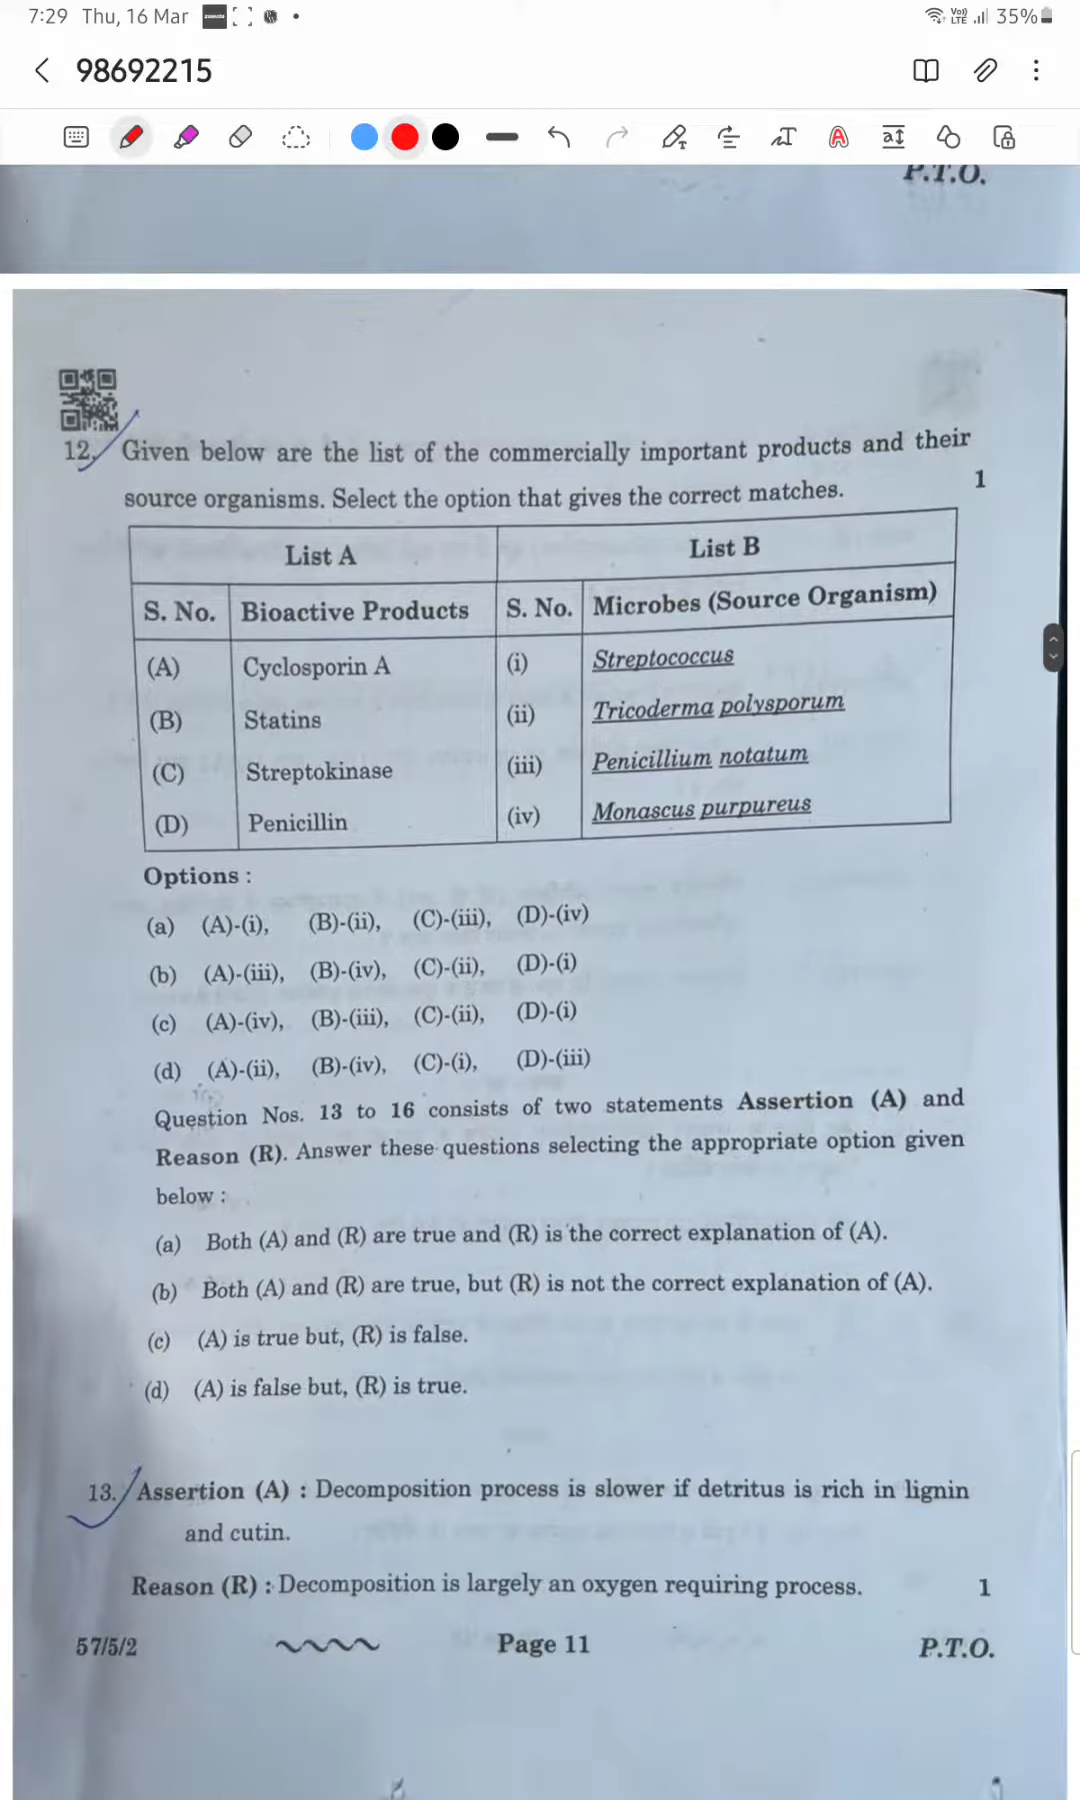 7:29 Thu, 16 Mar
Vo)) LTE 35%
98692215
P.T.O.
12. Given below are the list of the commercially important products and their
source organisms. Select the option that gives the correct matches. 1
List A List B
S. No. Bioactive Products S. No. Microbes (Source Organism)
(A) Cyclosporin A (i) Streptococcus
(B) Statins (ii) Tricoderma polysporum
(C) Streptokinase (iii) Penicillium notatum
(D) Penicillin (iv) Monascus purpureus
Options :
(a) (A)-(i), (B)-(ii), (C)-(iii), (D)-(iv)
(b) (A)-(iii), (B)-(iv), (C)-(ii), (D)-(i)
(c) (A)-(iv), (B)-(iii), (C)-(ii), (D)-(i)
(d) (A)-(ii), (B)-(iv), (C)-(i), (D)-(iii)
Question Nos. 13 to 16 consists of two statements Assertion (A) and
Reason (R). Answer these questions selecting the appropriate option given
below :
(a) Both (A) and (R) are true and (R) is the correct explanation of (A).
(b) Both (A) and (R) are true, but (R) is not the correct explanation of (A).
(c) (A) is true but, (R) is false.
(d) (A) is false but, (R) is true.
13. Assertion (A) : Decomposition process is slower if detritus is rich in lignin
and cutin.
Reason (R) : Decomposition is largely an oxygen requiring process. 1
57/5/2 Page 11 P.T.O.